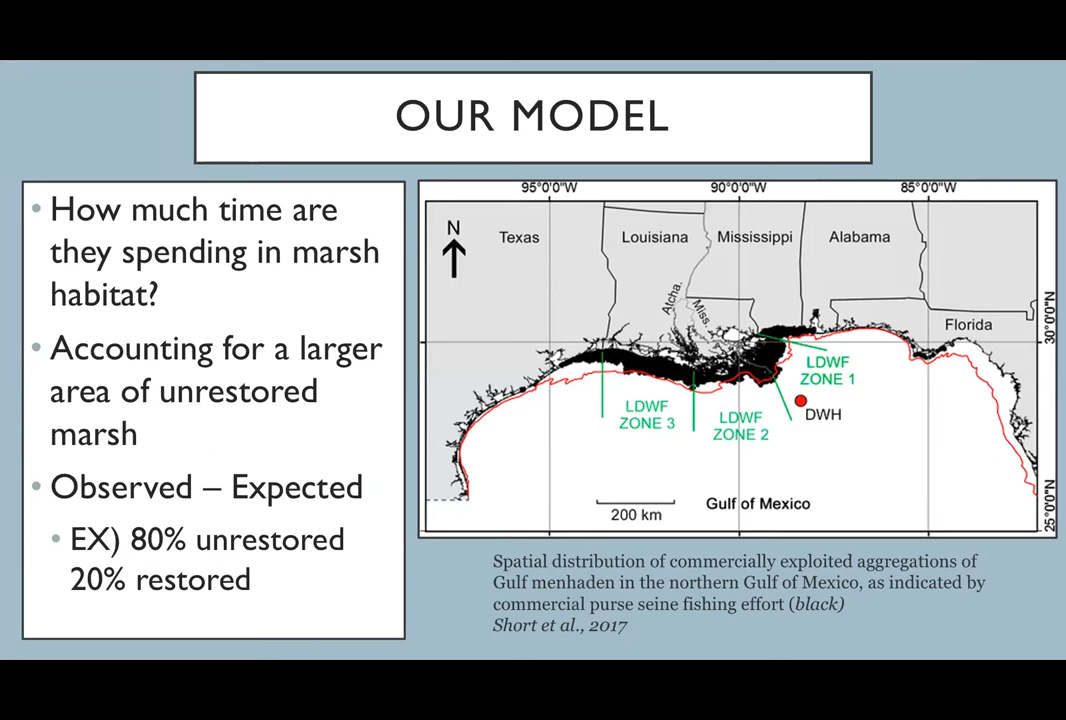 OUR MODEL
• How much time are
they spending in marsh
habitat?
• Accounting for a larger
area of unrestored
marsh
• Observed – Expected
• EX) 80% unrestored
20% restored
95°0'0"W 90°0'0"W 85°0'0"W
N
Texas Louisiana Mississippi Alabama
Atcha.
Miss.
Florida
30°0'0"N
LDWF
ZONE 1
LDWF
ZONE 3
LDWF
ZONE 2
DWH
200 km
Gulf of Mexico
25°0'0"N
Spatial distribution of commercially exploited aggregations of
Gulf menhaden in the northern Gulf of Mexico, as indicated by
commercial purse seine fishing effort (black)
Short et al., 2017